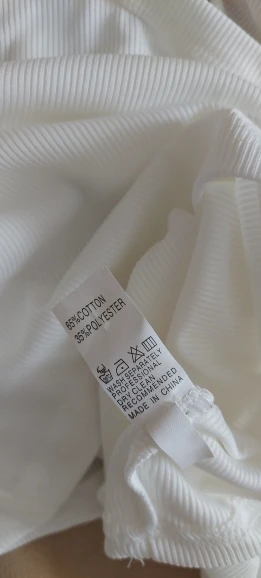 65%COTTON
35%POLYESTER
WASH SEPARATELY
PROFESSIONAL
DRY CLEAN
RECOMMENDED
MADE IN CHINA